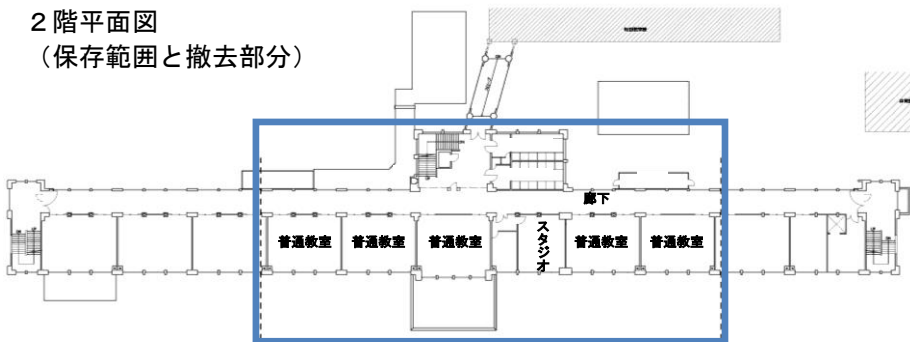 ２階平面図
（保存範囲と撤去部分）
廊下
普通教室
普通教室
普通教室
スタジオ
普通教室
普通教室